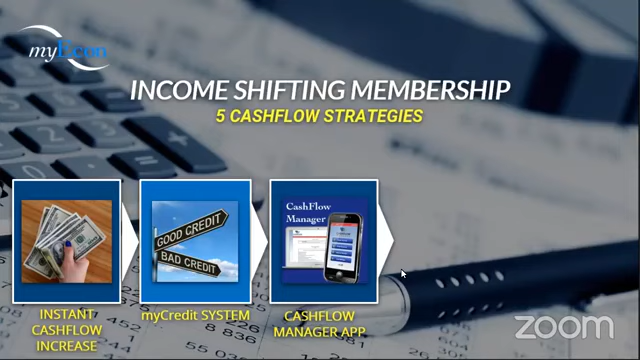 myEcon
INCOME SHIFTING MEMBERSHIP
5 CASHFLOW STRATEGIES
GOOD CREDIT
BAD CREDIT
CashFlow
Manager
INSTANT
CASHFLOW
INCREASE
myCredit SYSTEM
CASHFLOW
MANAGER APP
zoom